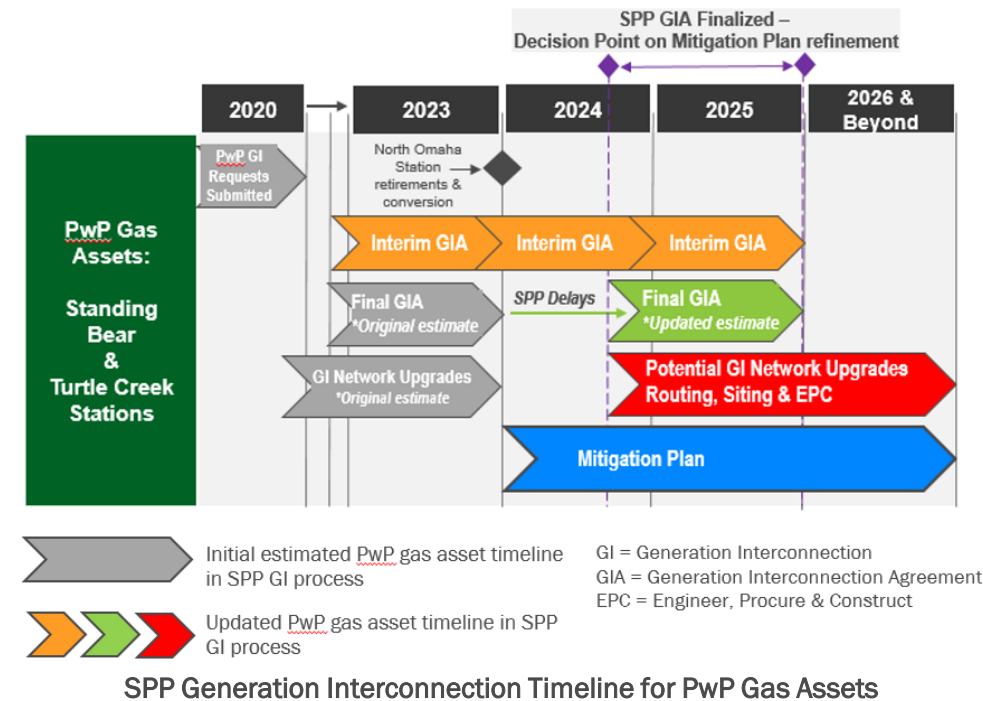 SPP GIA Finalized –
Decision Point on Mitigation Plan refinement
2020
2023
2024
2025
2026 &
Beyond
PwP GI
Requests
Submitted
North Omaha
Station
retirements &
conversion
PwP Gas
Assets:
Standing
Bear
&
Turtle Creek
Stations
Interim GIA
Interim GIA
Interim GIA
Final GIA
*Original estimate
SPP Delays
Final GIA
*Updated estimate
GI Network Upgrades
*Original estimate
Potential GI Network Upgrades
Routing, Siting & EPC
Mitigation Plan
Initial estimated PwP gas asset timeline
in SPP GI process
Updated PwP gas asset timeline in SPP
GI process
GI = Generation Interconnection
GIA = Generation Interconnection Agreement
EPC = Engineer, Procure & Construct
SPP Generation Interconnection Timeline for PwP Gas Assets